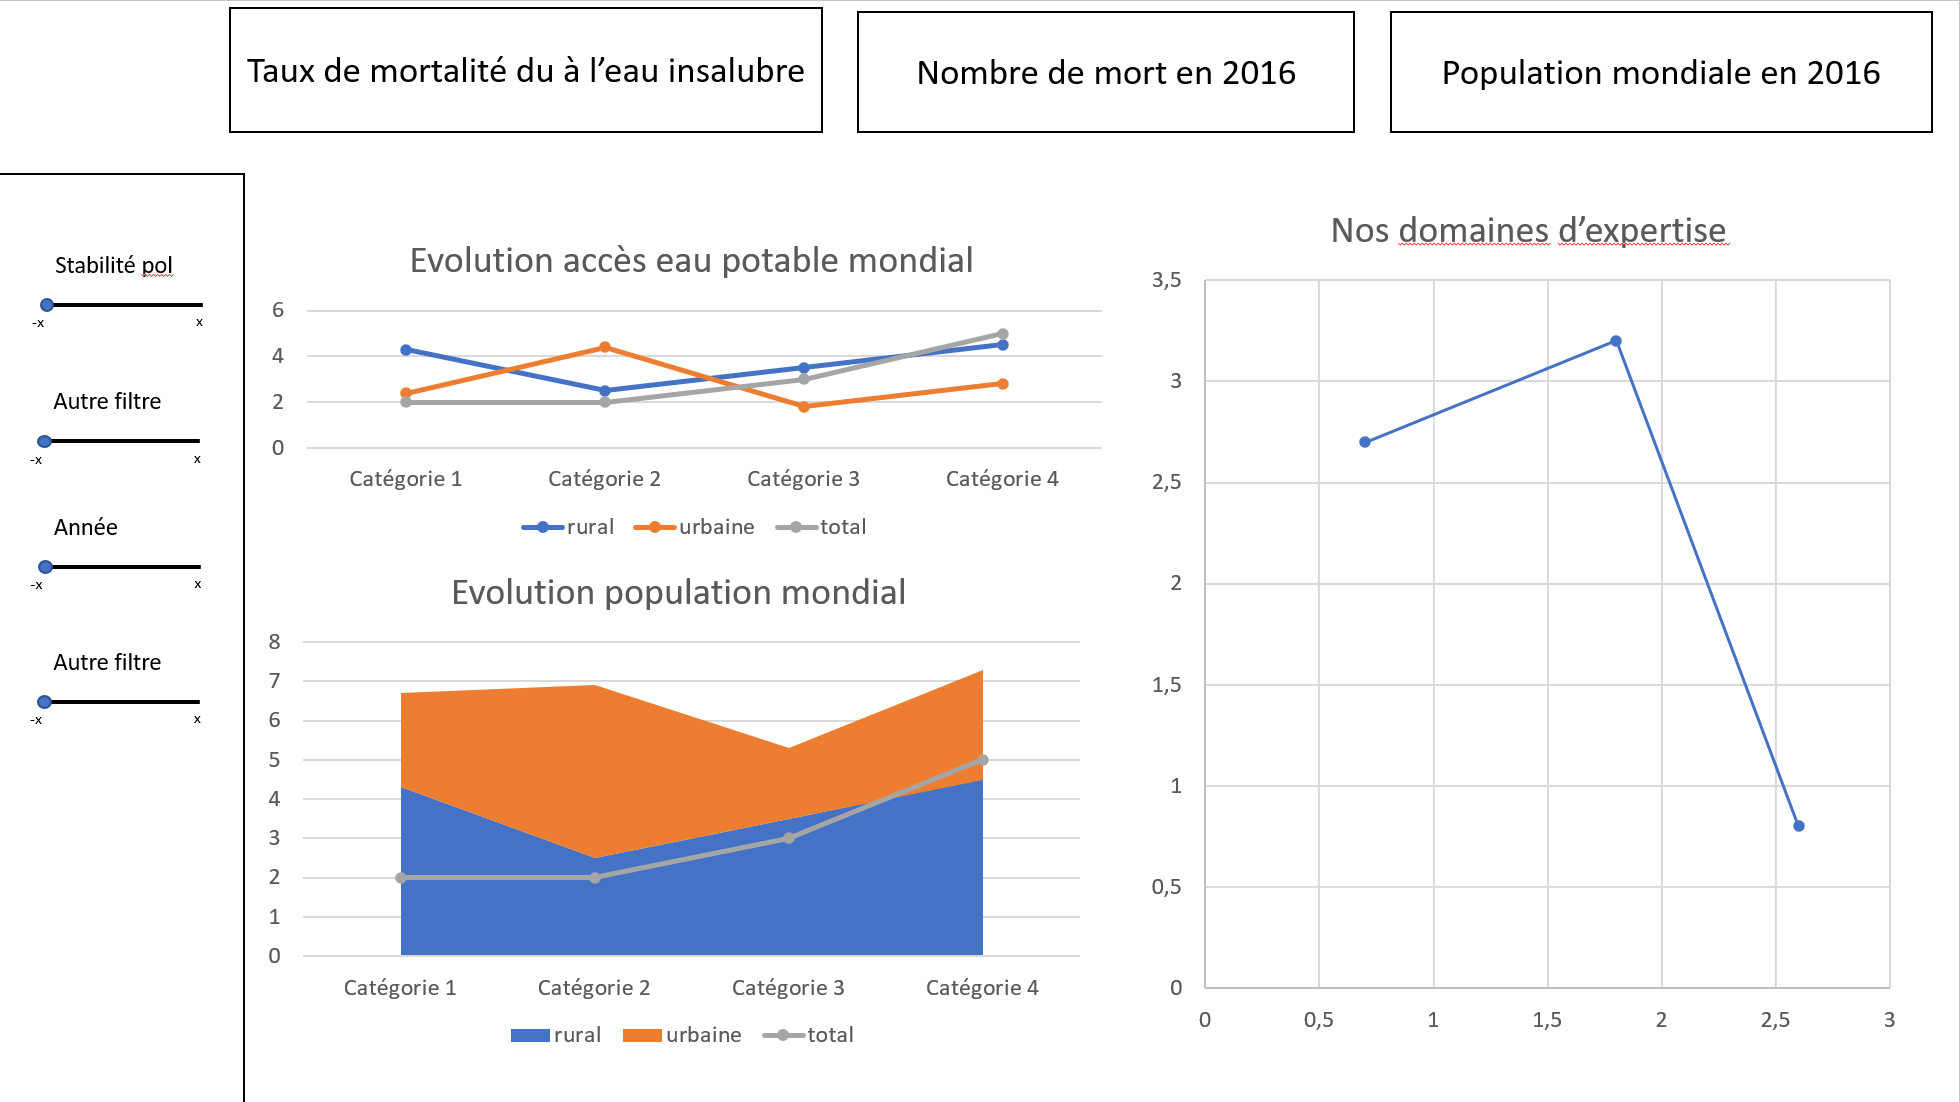 Taux de mortalité du à l’eau insalubre
Nombre de mort en 2016
Population mondiale en 2016
Stabilité pol
-x x
Autre filtre
-x x
Année
-x x
Autre filtre
-x x
Evolution accès eau potable mondial
6
4
2
0
Catégorie 1 Catégorie 2 Catégorie 3 Catégorie 4
rural urbaine total
Evolution population mondial
8
7
6
5
4
3
2
1
0
Catégorie 1 Catégorie 2 Catégorie 3 Catégorie 4
rural urbaine total
Nos domaines d’expertise
3,5
3
2,5
2
1,5
1
0,5
0
0 0,5 1 1,5 2 2,5 3